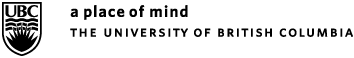 UBC
a place of mind
THE UNIVERSITY OF BRITISH COLUMBIA